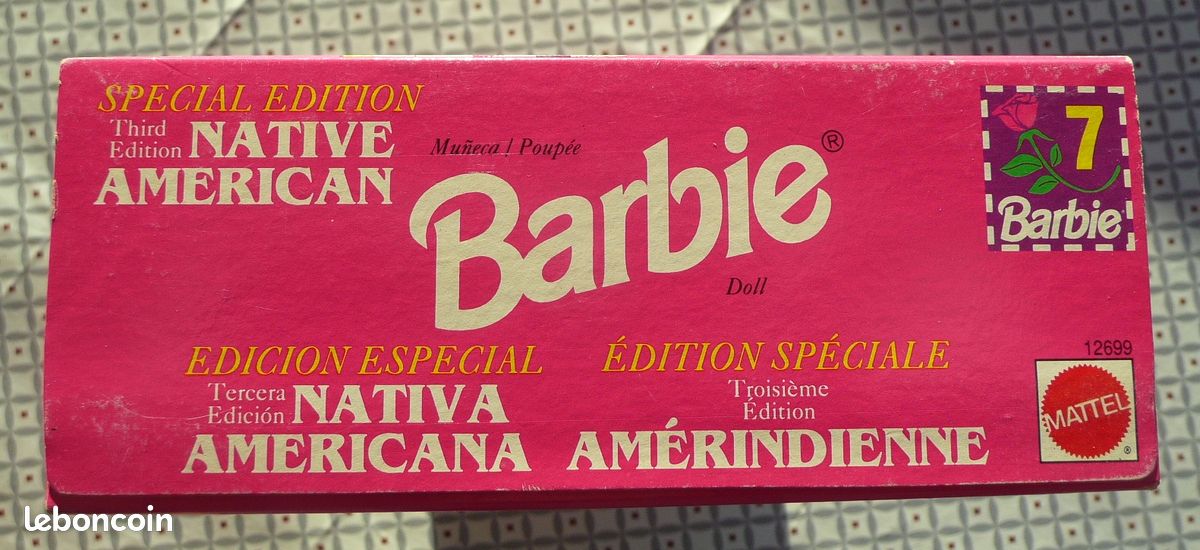 SPECIAL EDITION
Third
Edition NATIVE
AMERICAN
Muñeca / Poupée
Barbie®
Doll
7
Barbie
EDICION ESPECIAL
Tercera
Edición NATIVA
AMERICANA
ÉDITION SPÉCIALE
Troisième
Édition
AMÉRINDIENNE
12699
MATTEL
®
leboncoin